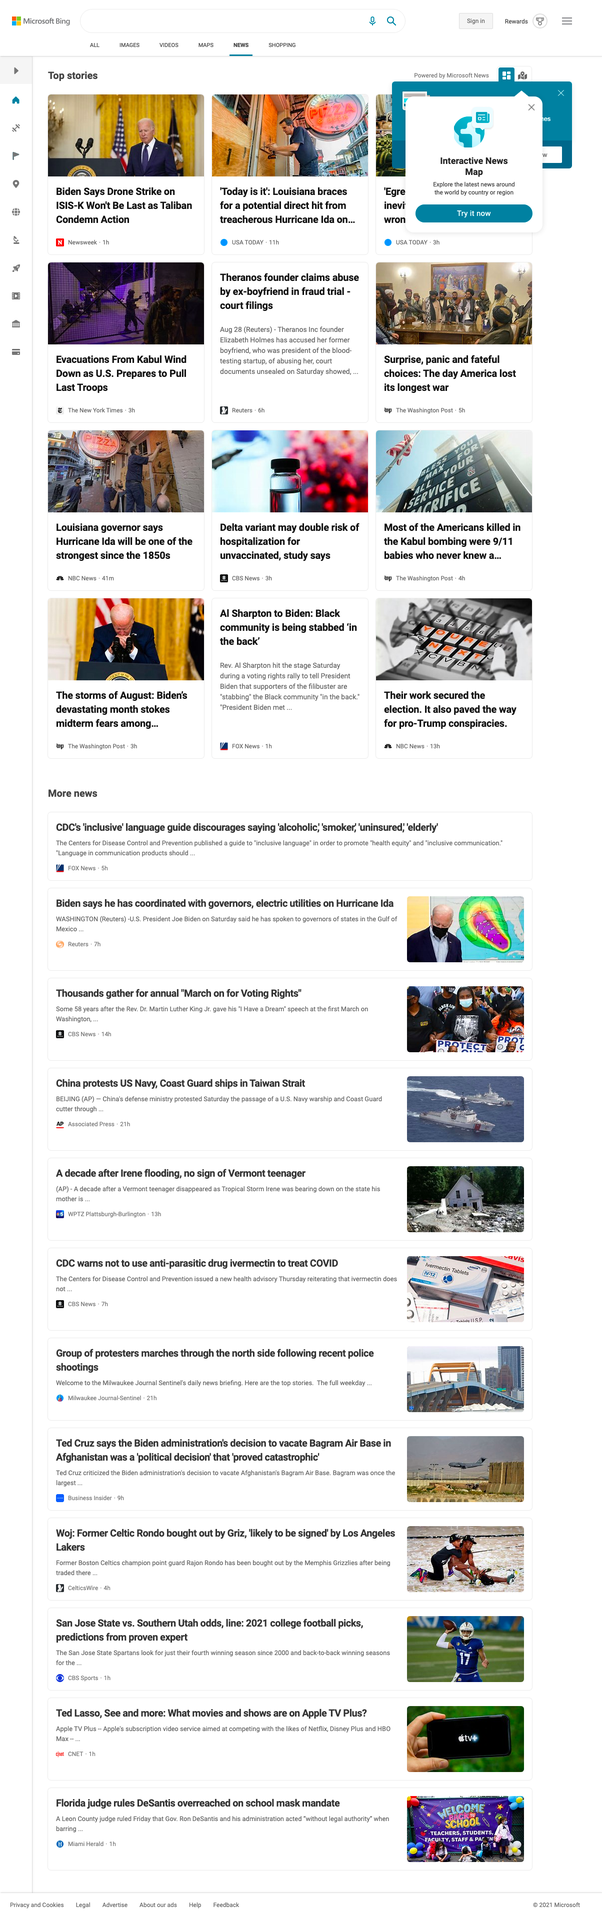 Microsoft Bing
Sign in
Rewards
ALL
IMAGES
VIDEOS
MAPS
NEWS
SHOPPING
Top stories
Powered by Microsoft News
Interactive News
Map
Explore the latest news around
the world by country or region
Try it now
Biden Says Drone Strike on
ISIS-K Won't Be Last as Taliban
Condemn Action
Newsweek · 1h
'Today is it': Louisiana braces
for a potential direct hit from
treacherous Hurricane Ida on...
USA TODAY · 11h
'Egre
inevi
wron
USA TODAY · 3h
Evacuations From Kabul Wind
Down as U.S. Prepares to Pull
Last Troops
The New York Times · 3h
Theranos founder claims abuse
by ex-boyfriend in fraud trial -
court filings
Aug 28 (Reuters) - Theranos Inc founder
Elizabeth Holmes has accused her former
boyfriend, who was president of the blood-
testing startup, of abusing her, court
documents unsealed on Saturday showed, ...
Reuters · 6h
Surprise, panic and fateful
choices: The day America lost
its longest war
The Washington Post · 5h
PIZZA
Louisiana governor says
Hurricane Ida will be one of the
strongest since the 1850s
NBC News · 41m
Delta variant may double risk of
hospitalization for
unvaccinated, study says
CBS News · 3h
ALL YOUR
SERVICE
Most of the Americans killed in
the Kabul bombing were 9/11
babies who never knew a...
The Washington Post · 4h
The storms of August: Biden's
devastating month stokes
midterm fears among...
The Washington Post · 3h
Al Sharpton to Biden: Black
community is being stabbed 'in
the back'
Rev. Al Sharpton hit the stage Saturday
during a voting rights rally to tell President
Biden that supporters of the filibuster are
"stabbing" the Black community "in the back."
"President Biden met ...
FOX News · 1h
Their work secured the
election. It also paved the way
for pro-Trump conspiracies.
NBC News · 13h
More news
CDC's 'inclusive' language guide discourages saying 'alcoholic,' 'smoker,' 'uninsured,' 'elderly'
The Centers for Disease Control and Prevention published a guide to "inclusive language" in order to promote "health equity" and "inclusive communication."
"Language in communication products should ...
FOX News · 5h
Biden says he has coordinated with governors, electric utilities on Hurricane Ida
WASHINGTON (Reuters) -U.S. President Joe Biden on Saturday said he has spoken to governors of states in the Gulf of
Mexico ...
Reuters · 7h
Thousands gather for annual "March on for Voting Rights"
Some 58 years after the Rev. Dr. Martin Luther King Jr. gave his "I Have a Dream" speech at the first March on
Washington, ...
CBS News · 14h
China protests US Navy, Coast Guard ships in Taiwan Strait
BEIJING (AP) — China's defense ministry protested Saturday the passage of a U.S. Navy warship and Coast Guard
cutter through ...
AP Associated Press · 21h
A decade after Irene flooding, no sign of Vermont teenager
(AP) - A decade after a Vermont teenager disappeared as Tropical Storm Irene was bearing down on the state his
mother is ...
WPTZ Plattsburgh-Burlington · 13h
CDC warns not to use anti-parasitic drug ivermectin to treat COVID
The Centers for Disease Control and Prevention issued a new health advisory Thursday reiterating that ivermectin does
not ...
CBS News · 7h
Ivermectin Tablets
Group of protesters marches through the north side following recent police
shootings
Welcome to the Milwaukee Journal Sentinel's daily news briefing. Here are the top stories. The full weekday ...
Milwaukee Journal-Sentinel · 21h
Ted Cruz says the Biden administration's decision to vacate Bagram Air Base in
Afghanistan was a 'political decision' that 'proved catastrophic'
Ted Cruz criticized the Biden administration's decision to vacate Afghanistan's Bagram Air Base. Bagram was once the
largest ...
Business Insider · 9h
Woj: Former Celtic Rondo bought out by Griz, 'likely to be signed' by Los Angeles
Lakers
Former Boston Celtics champion point guard Rajon Rondo has been bought out by the Memphis Grizzlies after being
traded there ...
CelticsWire · 4h
San Jose State vs. Southern Utah odds, line: 2021 college football picks,
predictions from proven expert
The San Jose State Spartans look for just their fourth winning season since 2000 and back-to-back winning seasons
for the ...
CBS Sports · 1h
17
Ted Lasso, See and more: What movies and shows are on Apple TV Plus?
Apple TV Plus -- Apple's subscription video service aimed at competing with the likes of Netflix, Disney Plus and HBO
Max -- ...
CNET · 1h
tv+
Florida judge rules DeSantis overreached on school mask mandate
A Leon County judge ruled Friday that Gov. Ron DeSantis and his administration acted "without legal authority" when
barring ...
Miami Herald · 1h
WELCOME
BACK TO
SCHOOL
TEACHERS, STUDENTS,
FACULTY, STAFF &
Privacy and Cookies
Legal
Advertise
About our ads
Help
Feedback
© 2021 Microsoft